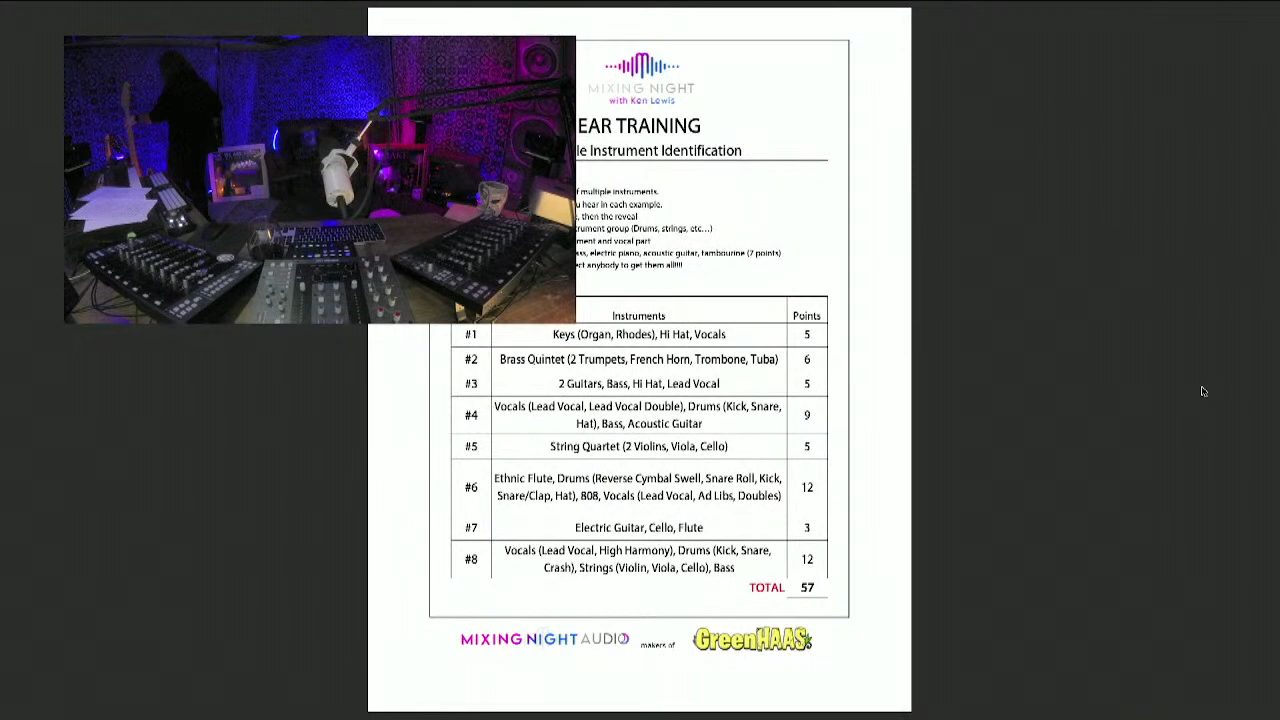 MIXING NIGHT
with Ken Lewis
EAR TRAINING
le Instrument Identification
f multiple instruments.
u hear in each example.
, then the reveal
strument group (Drums, strings, etc...)
ment and vocal part
ass, electric piano, acoustic guitar, tambourine (7 points)
ect anybody to get them all!!!!
Instruments Points
#1 Keys (Organ, Rhodes), Hi Hat, Vocals 5
#2 Brass Quintet (2 Trumpets, French Horn, Trombone, Tuba) 6
#3 2 Guitars, Bass, Hi Hat, Lead Vocal 5
#4 Vocals (Lead Vocal, Lead Vocal Double), Drums (Kick, Snare, 9
Hat), Bass, Acoustic Guitar
#5 String Quartet (2 Violins, Viola, Cello) 5
#6 Ethnic Flute, Drums (Reverse Cymbal Swell, Snare Roll, Kick, 12
Snare/Clap, Hat), 808, Vocals (Lead Vocal, Ad Libs, Doubles)
#7 Electric Guitar, Cello, Flute 3
#8 Vocals (Lead Vocal, High Harmony), Drums (Kick, Snare, 12
Crash), Strings (Violin, Viola, Cello), Bass
TOTAL 57
MIXING NIGHT AUDIO makers of GreenHAAS